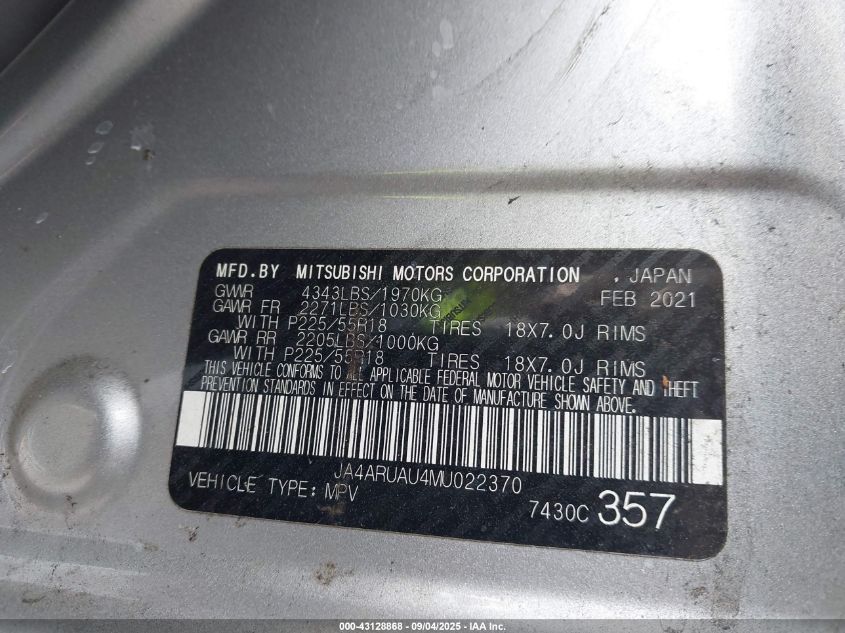 MFD.BY MITSUBISHI MOTORS CORPORATION , JAPAN
GVWR 4343LBS/1970KG FEB 2021
GAWR FR 2271LBS/1030KG
WITH P225/55R18 TIRES 18X7.0J RIMS
GAWR RR 2205LBS/1000KG
WITH P225/55R18 TIRES 18X7.0J RIMS
THIS VEHICLE CONFORMS TO ALL APPLICABLE FEDERAL MOTOR VEHICLE SAFETY AND THEFT
PREVENTION STANDARDS IN EFFECT ON THE DATE OF MANUFACTURE SHOWN ABOVE.
JA4ARUAU4MU022370
VEHICLE TYPE: MPV
7430C 357
000-43128868 - 09/04/2025 - IAA Inc.